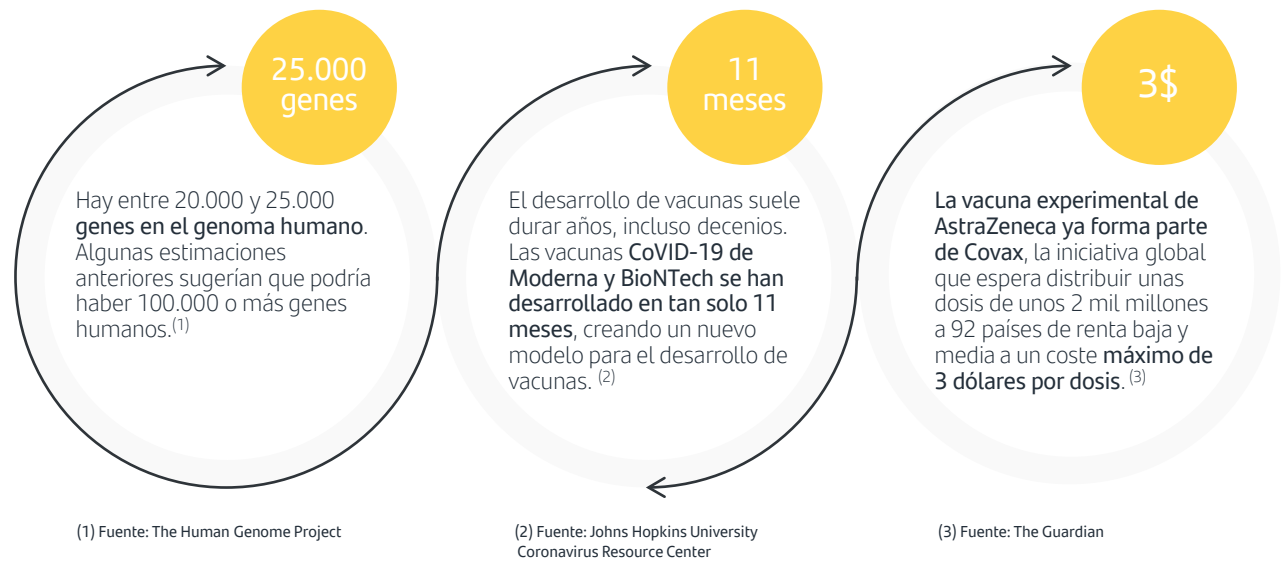 25.000
genes
Hay entre 20.000 y 25.000
genes en el genoma humano.
Algunas estimaciones
anteriores sugerían que podría
haber 100.000 o más genes
humanos.(1)
(1) Fuente: The Human Genome Project
11
meses
El desarrollo de vacunas suele
durar años, incluso decenios.
Las vacunas CoVID-19 de
Moderna y BioNTech se han
desarrollado en tan solo 11
meses, creando un nuevo
modelo para el desarrollo de
vacunas. (2)
(2) Fuente: Johns Hopkins University
Coronavirus Resource Center
3$
La vacuna experimental de
AstraZeneca ya forma parte
de Covax, la iniciativa global
que espera distribuir unas
dosis de unos 2 mil millones
a 92 países de renta baja y
media a un coste máximo de
3 dólares por dosis. (3)
(3) Fuente: The Guardian